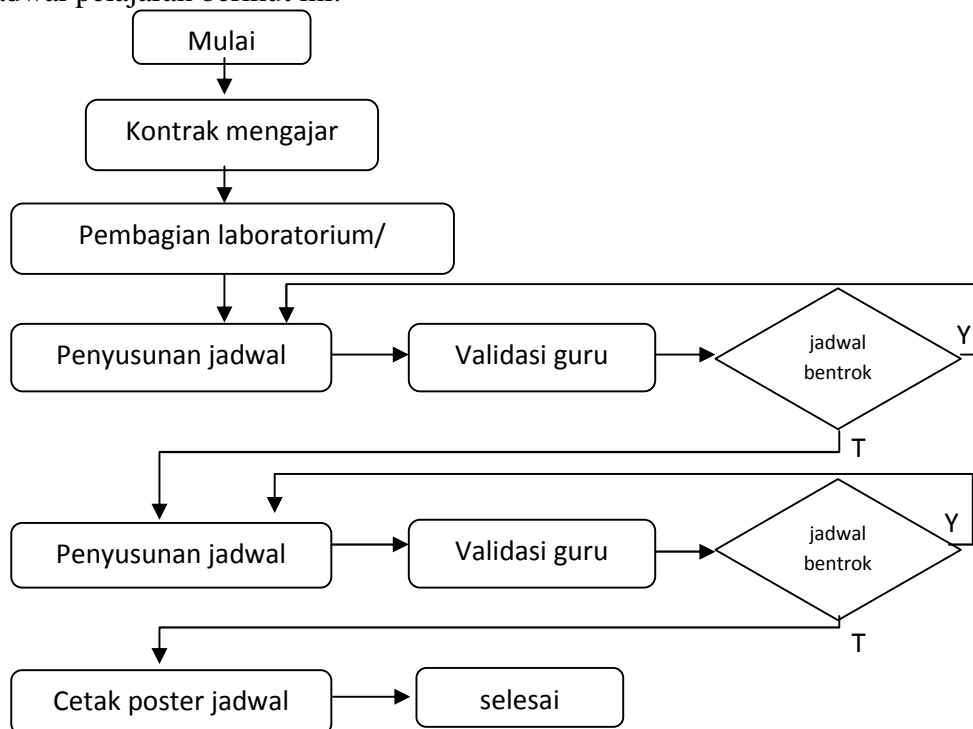 Mulai
Kontrak mengajar
Pembagian laboratorium/
Penyusunan jadwal
Validasi guru
jadwal
bentrok
Y
T
Penyusunan jadwal
Validasi guru
jadwal
bentrok
Y
T
Cetak poster jadwal
selesai